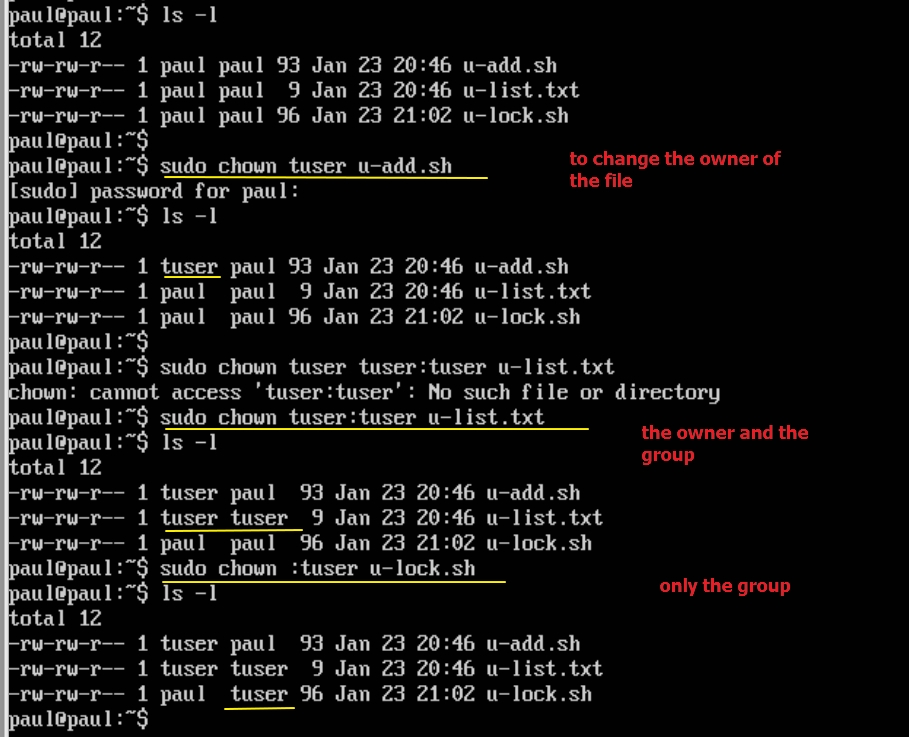 paul@paul:~$ ls -l
total 12
-rw-rw-r-- 1 paul paul 93 Jan 23 20:46 u-add.sh
-rw-rw-r-- 1 paul paul  9 Jan 23 20:46 u-list.txt
-rw-rw-r-- 1 paul paul 96 Jan 23 21:02 u-lock.sh
paul@paul:~$
paul@paul:~$ sudo chown tuser u-add.sh
to change the owner of
the file
[sudo] password for paul:
paul@paul:~$ ls -l
total 12
-rw-rw-r-- 1 tuser paul 93 Jan 23 20:46 u-add.sh
-rw-rw-r-- 1 paul  paul  9 Jan 23 20:46 u-list.txt
-rw-rw-r-- 1 paul  paul 96 Jan 23 21:02 u-lock.sh
paul@paul:~$
paul@paul:~$ sudo chown tuser tuser:tuser u-list.txt
chown: cannot access 'tuser:tuser': No such file or directory
paul@paul:~$ sudo chown tuser:tuser u-list.txt
the owner and the
group
paul@paul:~$ ls -l
total 12
-rw-rw-r-- 1 tuser paul  93 Jan 23 20:46 u-add.sh
-rw-rw-r-- 1 tuser tuser  9 Jan 23 20:46 u-list.txt
-rw-rw-r-- 1 paul  paul  96 Jan 23 21:02 u-lock.sh
paul@paul:~$ sudo chown :tuser u-lock.sh
only the group
paul@paul:~$ ls -l
total 12
-rw-rw-r-- 1 tuser paul  93 Jan 23 20:46 u-add.sh
-rw-rw-r-- 1 tuser tuser  9 Jan 23 20:46 u-list.txt
-rw-rw-r-- 1 paul  tuser 96 Jan 23 21:02 u-lock.sh
paul@paul:~$